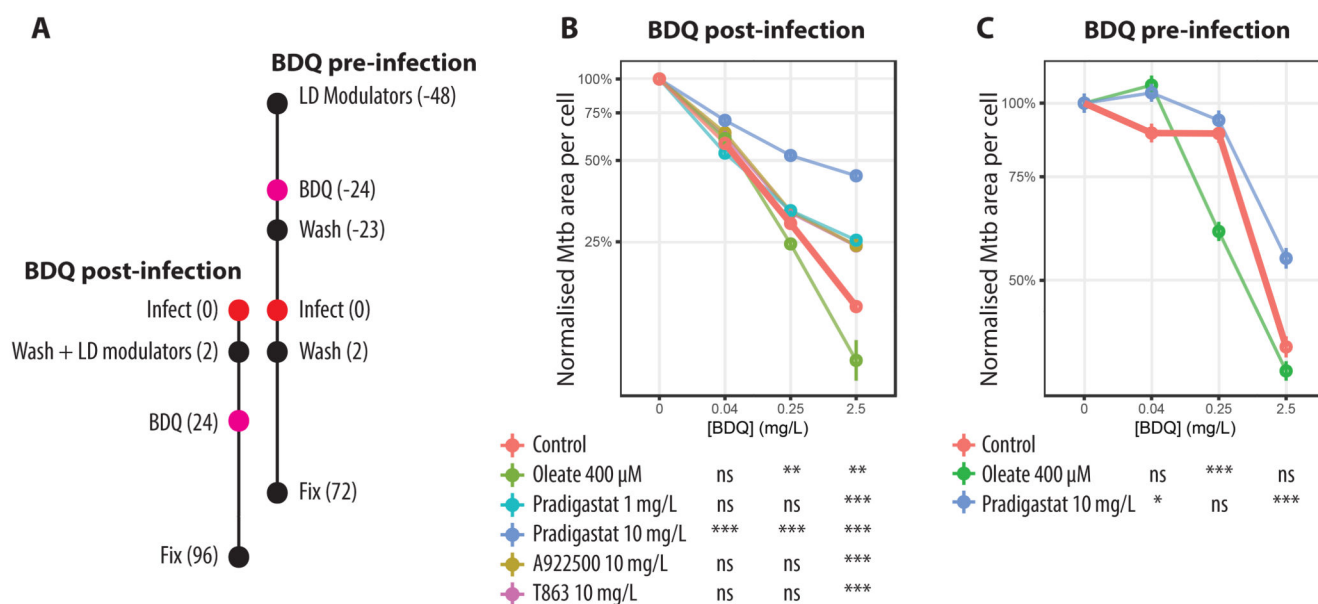 A
BDQ pre-infection
LD Modulators (-48)
BDQ (-24)
Wash (-23)
BDQ post-infection
Infect (0)
Infect (0)
Wash + LD modulators (2)
Wash (2)
BDQ (24)
Fix (72)
Fix (96)
B
BDQ post-infection
Normalised Mtb area per cell
100%
75%
50%
25%
0 0.04 0.25 2.5
[BDQ] (mg/L)
Control
Oleate 400 μM ns ** **
Pradigastat 1 mg/L ns ns ***
Pradigastat 10 mg/L *** *** ***
A922500 10 mg/L ns ns ***
T863 10 mg/L ns ns ***
C
BDQ pre-infection
Normalised Mtb area per cell
100%
75%
50%
0 0.04 0.25 2.5
[BDQ] (mg/L)
Control
Oleate 400 μM ns *** ns
Pradigastat 10 mg/L * ns ***